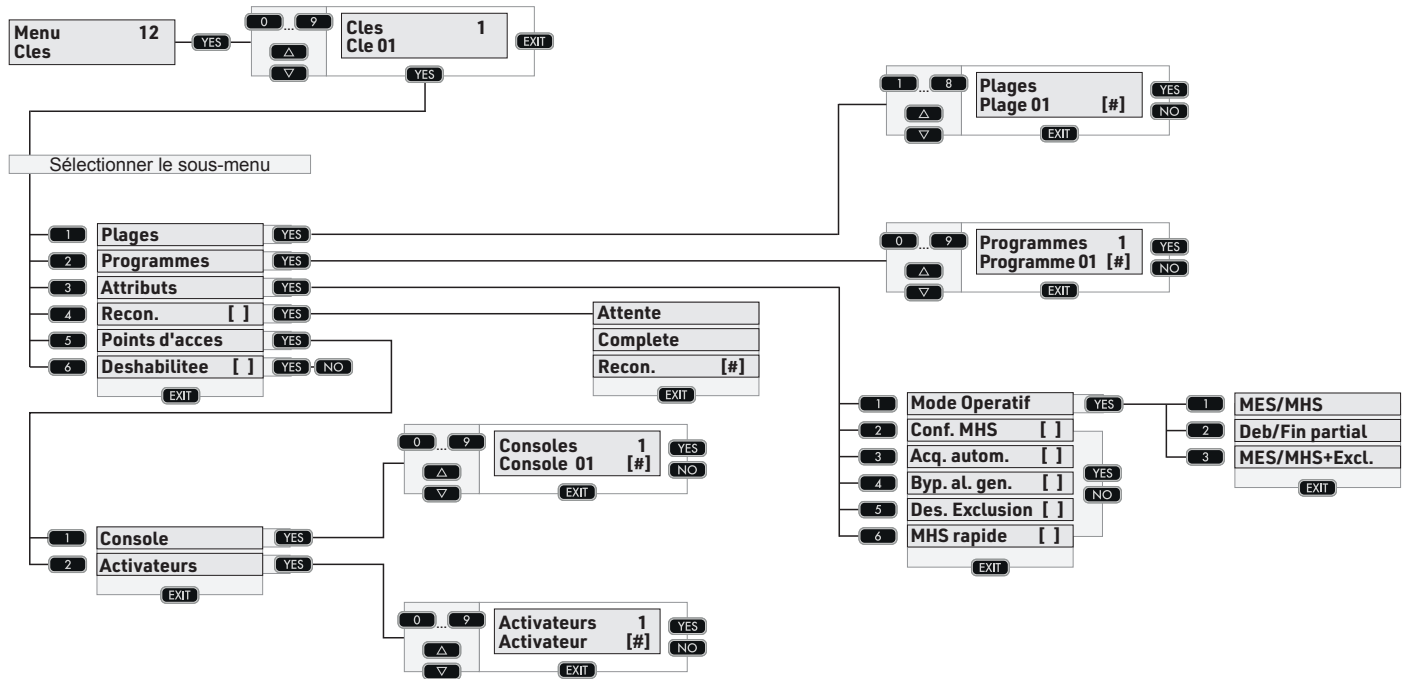 Menu 12
Cles
YES
0 ... 9
Cles 1
Cle 01
EXIT
YES
1 ... 8
Plages
Plage 01 [#]
YES
NO
EXIT
Sélectionner le sous-menu
1 Plages YES
2 Programmes YES
3 Attributs YES
4 Recon. [ ] YES
5 Points d'acces YES
6 Deshabilitee [ ] YES NO
EXIT
0 ... 9
Programmes 1
Programme 01 [#]
YES
NO
EXIT
Attente
Complete
Recon. [#]
EXIT
1 Mode Operatif YES
2 Conf. MHS [ ]
3 Acq. autom. [ ]
4 Byp. al. gen. [ ]
5 Des. Exclusion [ ]
6 MHS rapide [ ]
YES
NO
EXIT
1 MES/MHS
2 Deb/Fin partial
3 MES/MHS+Excl.
EXIT
0 ... 9
Consoles 1
Console 01 [#]
YES
NO
EXIT
1 Console YES
2 Activateurs YES
EXIT
0 ... 9
Activateurs 1
Activateur [#]
YES
NO
EXIT